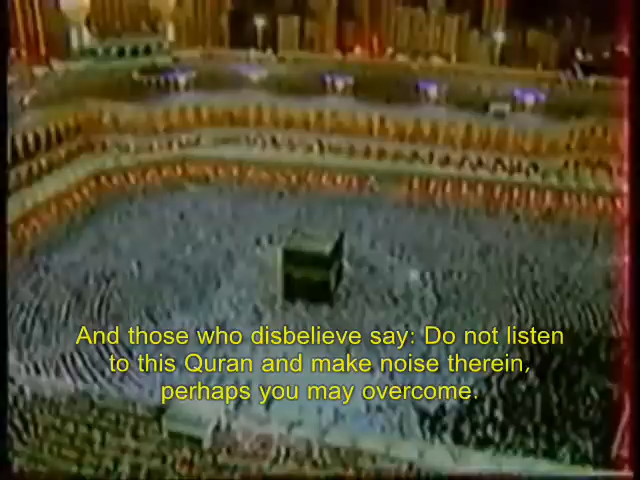 And those who disbelieve say: Do not listen
to this Quran and make noise therein,
perhaps you may overcome.